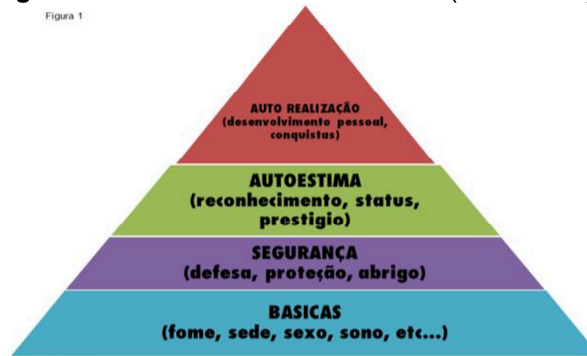 Figura 1
AUTO REALIZAÇÃO
(desenvolvimento pessoal,
conquistas)
AUTOESTIMA
(reconhecimento, status,
prestigio)
SEGURANÇA
(defesa, proteção, abrigo)
BASICAS
(fome, sede, sexo, sono, etc...)